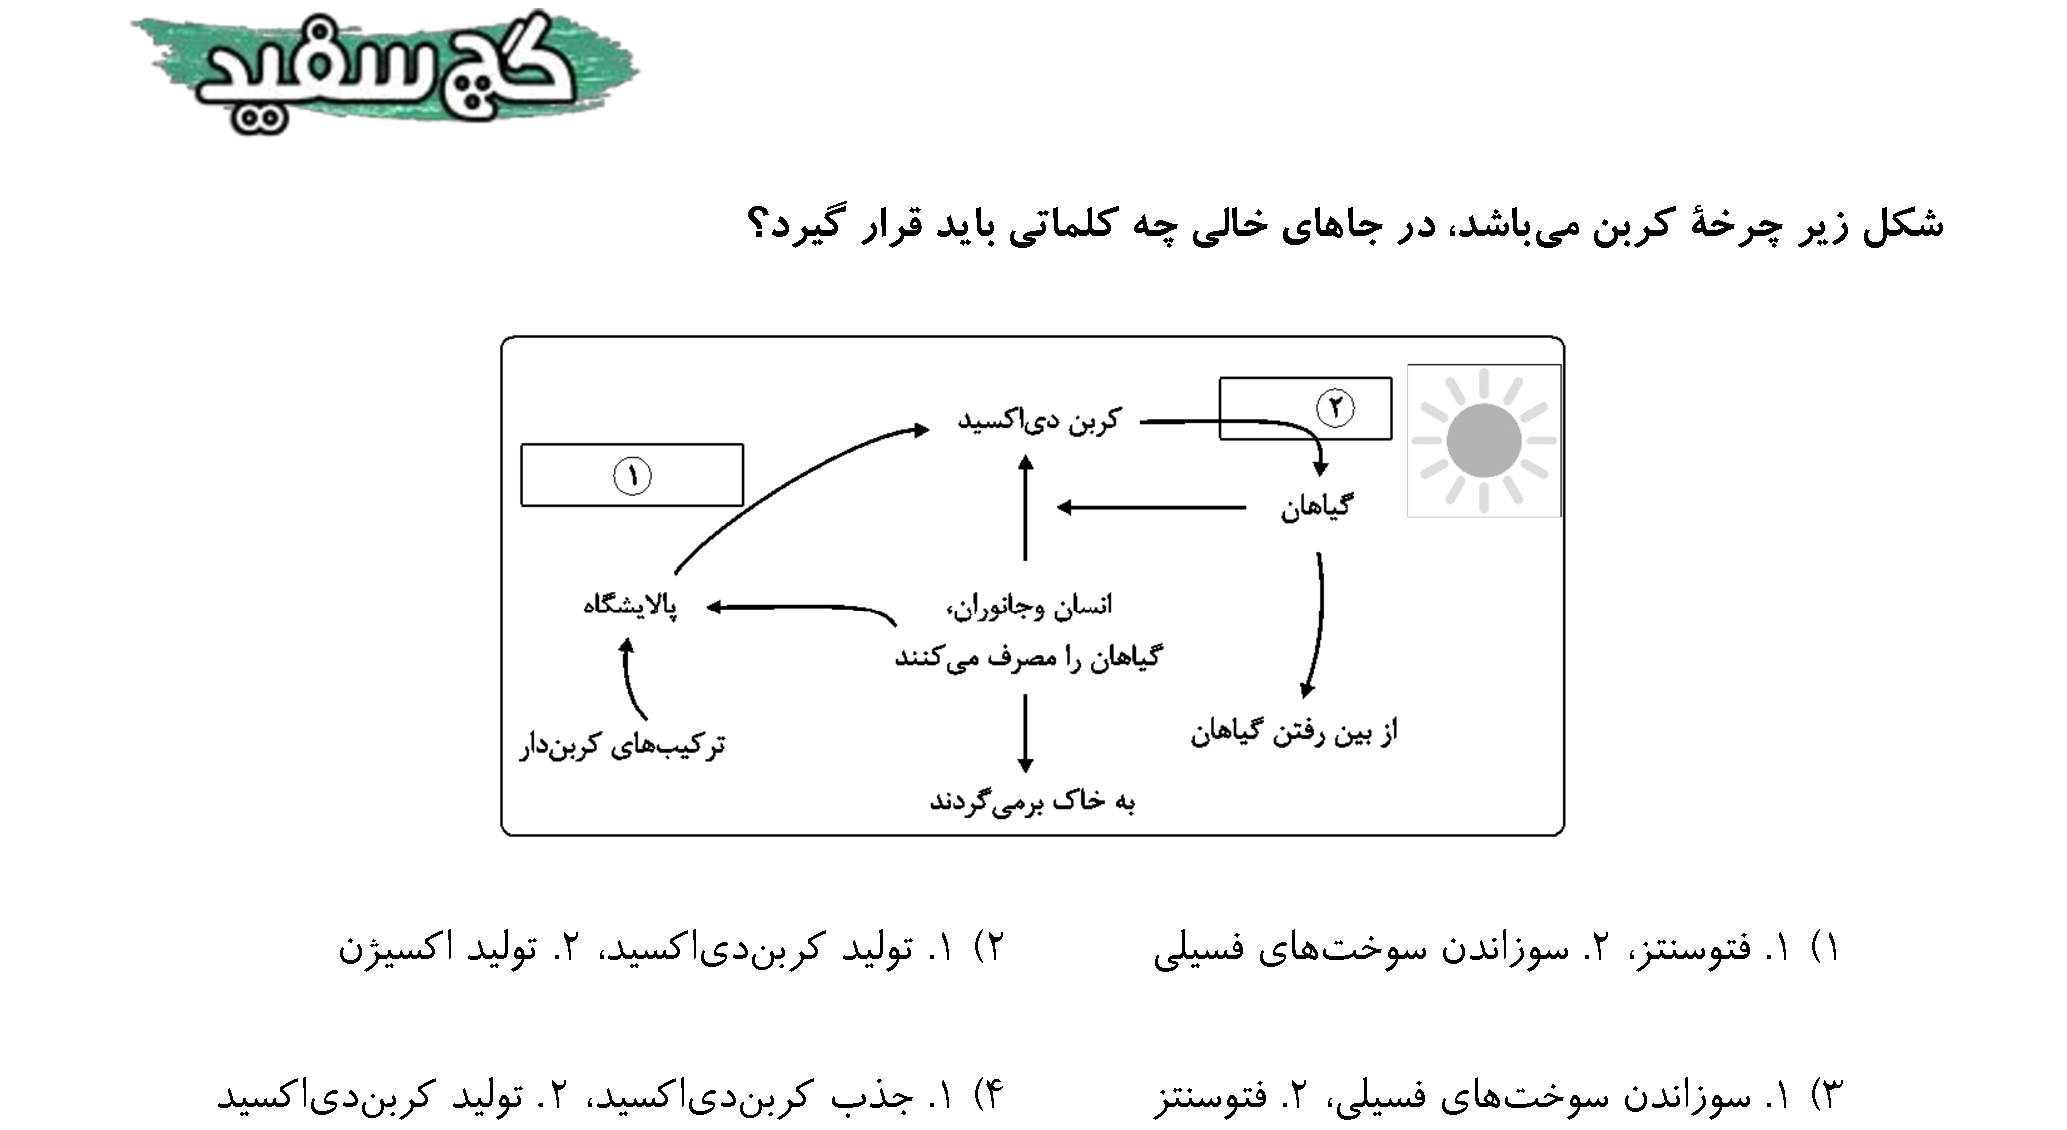 گچ سفید
شکل زیر چرخهٔ کربن می‌باشد، در جاهای خالی چه کلماتی باید قرار گیرد؟
کربن دی‌اکسید
②
①
گیاهان
پالایشگاه
انسان وجانوران،
گیاهان را مصرف می‌کنند
ترکیب‌های کربن‌دار
از بین رفتن گیاهان
به خاک برمی‌گردند
۱) ۱. فتوسنتز، ۲. سوزاندن سوخت‌های فسیلی
۲) ۱. تولید کربن‌دی‌اکسید، ۲. تولید اکسیژن
۳) ۱. سوزاندن سوخت‌های فسیلی، ۲. فتوسنتز
۴) ۱. جذب کربن‌دی‌اکسید، ۲. تولید کربن‌دی‌اکسید